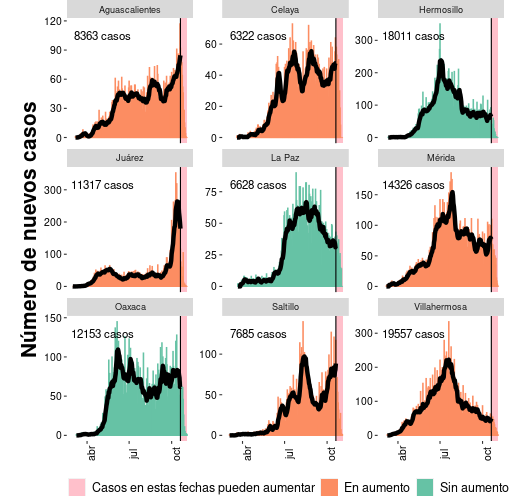 Número de nuevos casos
Aguascalientes
8363 casos
120
90
60
30
0
Celaya
6322 casos
60
40
20
0
Hermosillo
18011 casos
300
200
100
0
Juárez
11317 casos
300
200
100
0
La Paz
6628 casos
75
50
25
0
Mérida
14326 casos
150
100
50
0
Oaxaca
12153 casos
150
100
50
0
abr jul oct
Saltillo
7685 casos
100
50
0
abr jul oct
Villahermosa
19557 casos
300
200
100
0
abr jul oct
Casos en estas fechas pueden aumentar En aumento Sin aumento